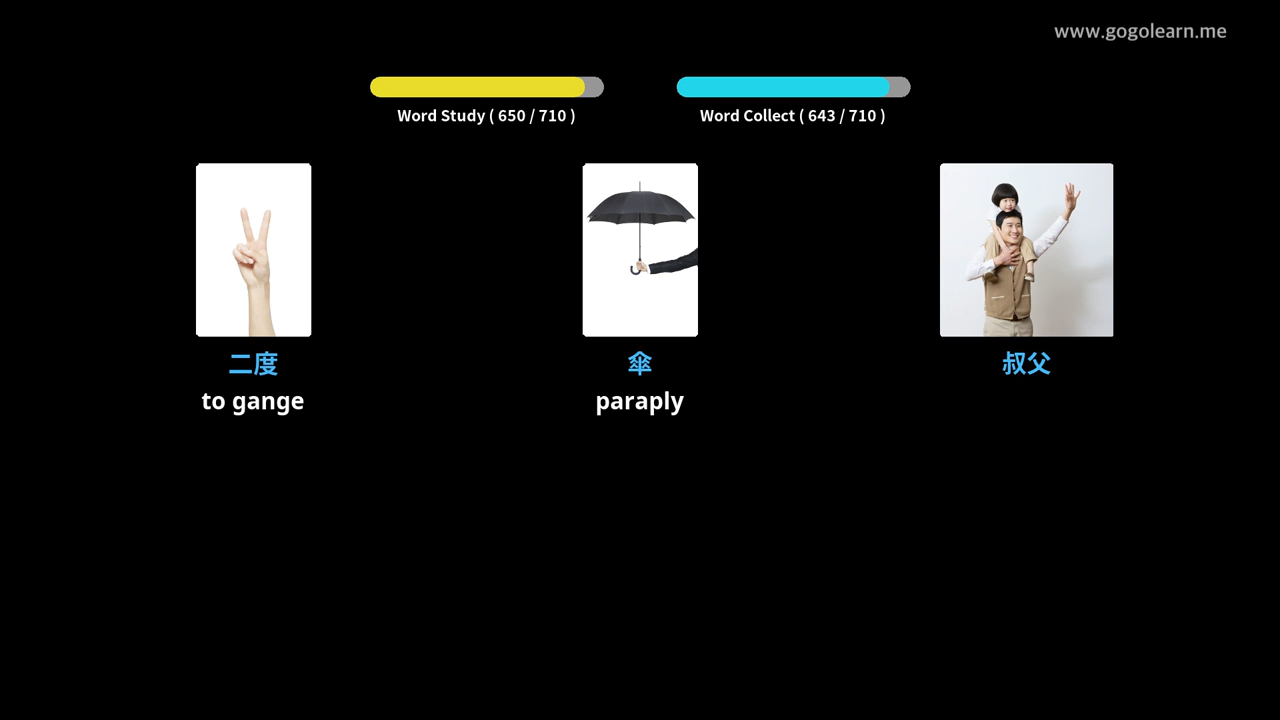 www.gogolearn.me
Word Study ( 650 / 710 )
Word Collect ( 643 / 710 )
二度
to gange
傘
paraply
叔父